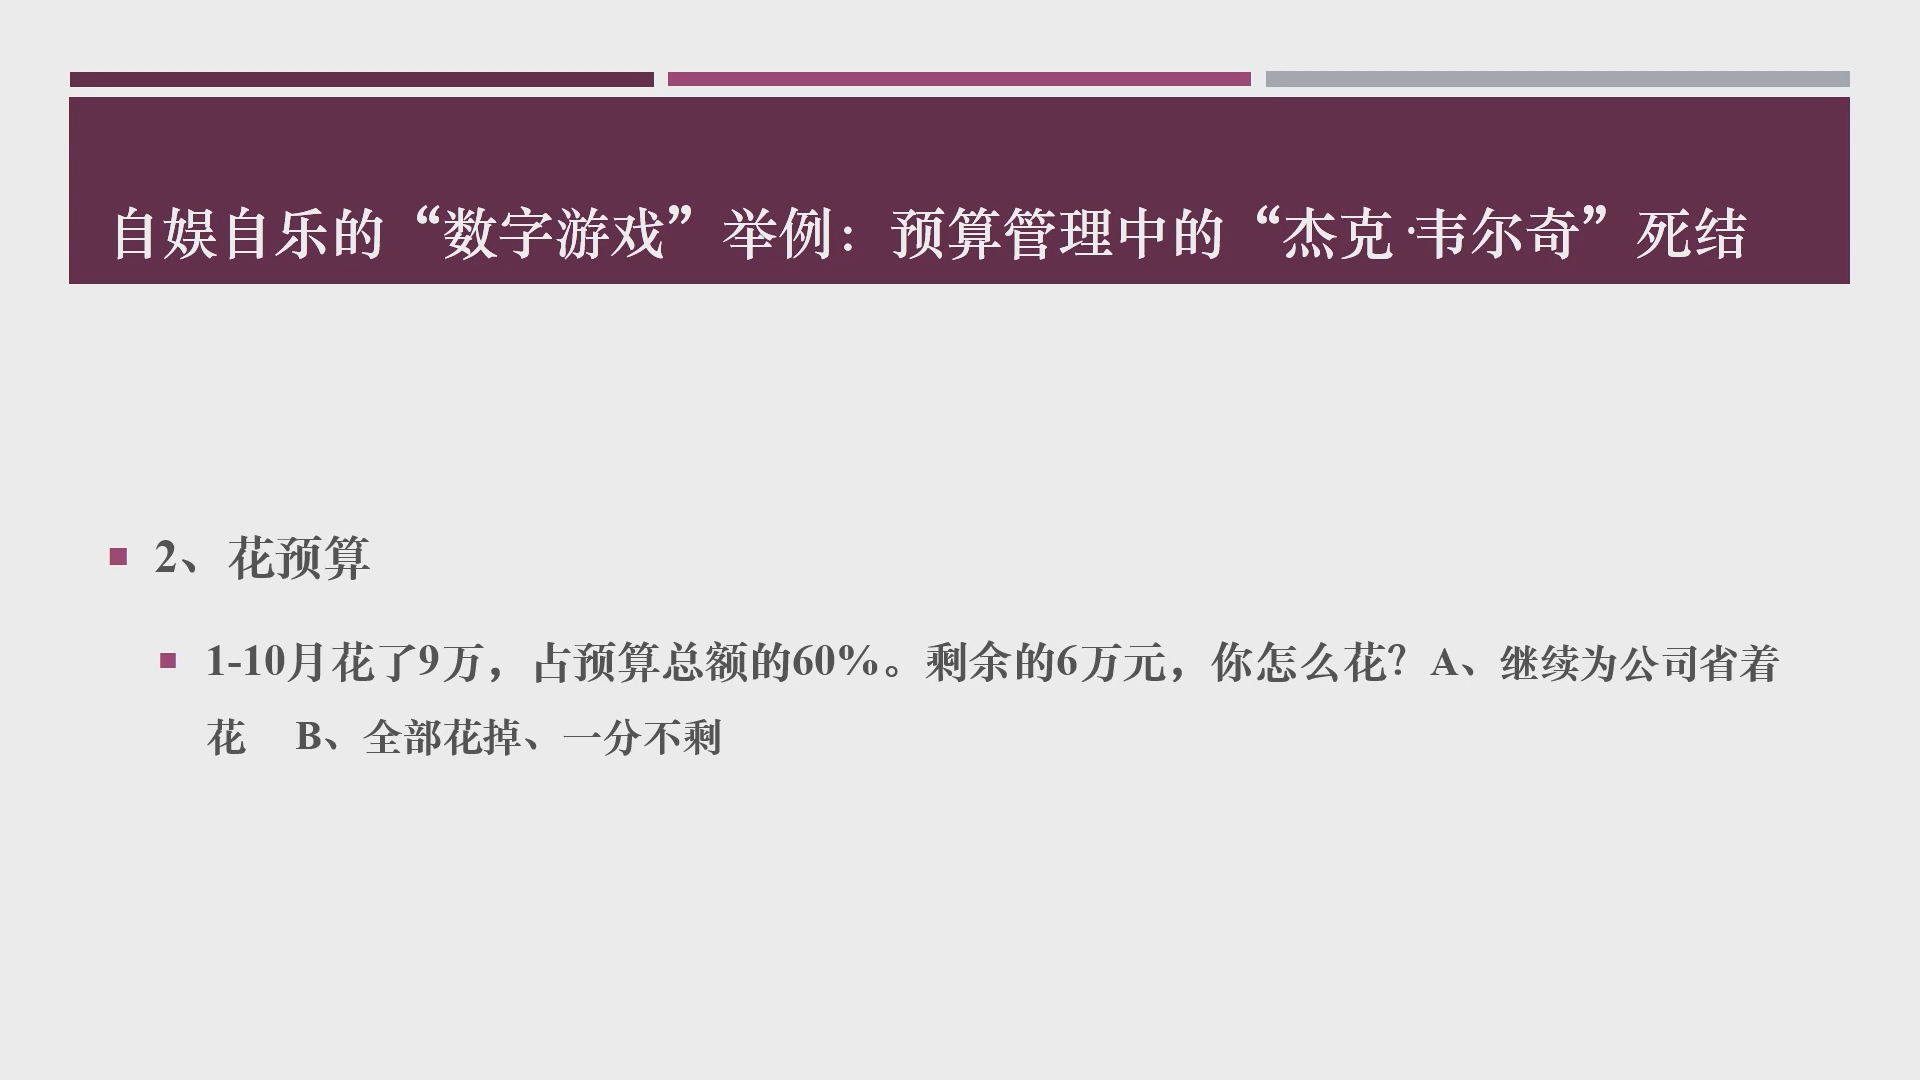 自娱自乐的“数字游戏”举例：预算管理中的“杰克·韦尔奇”死结
2、花预算
1-10月花了9万，占预算总额的60%。剩余的6万元，你怎么花？A、继续为公司省着
花 B、全部花掉、一分不剩